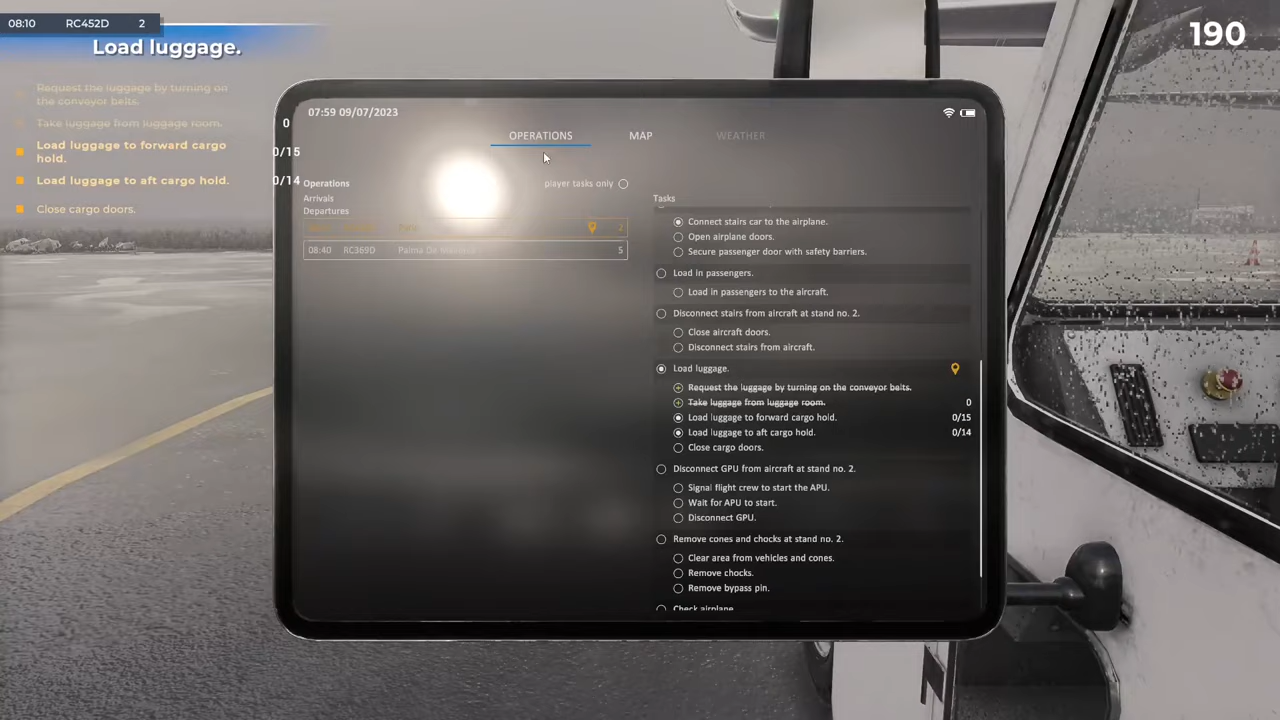 08:10 RC452D 2
190
Load luggage.
Request the luggage by turning on
the conveyor belts.
Take luggage from luggage room. 0
Load luggage to forward cargo
hold. 0/15
Load luggage to aft cargo hold. 0/14
Close cargo doors.
07:59 09/07/2023
OPERATIONS MAP WEATHER
Operations player tasks only
Arrivals
Departures
2
08:40 RC369D Palma De 5
Tasks
Connect stairs car to the airplane.
Open airplane doors.
Secure passenger door with safety barriers.
Load in passengers.
Load in passengers to the aircraft.
Disconnect stairs from aircraft at stand no. 2.
Close aircraft doors.
Disconnect stairs from aircraft.
Load luggage.
Request the luggage by turning on the conveyor belts.
Take luggage from luggage room. 0
Load luggage to forward cargo hold. 0/15
Load luggage to aft cargo hold. 0/14
Close cargo doors.
Disconnect GPU from aircraft at stand no. 2.
Signal flight crew to start the APU.
Wait for APU to start.
Disconnect GPU.
Remove cones and chocks at stand no. 2.
Clear area from vehicles and cones.
Remove chocks.
Remove bypass pin.
Check airplane